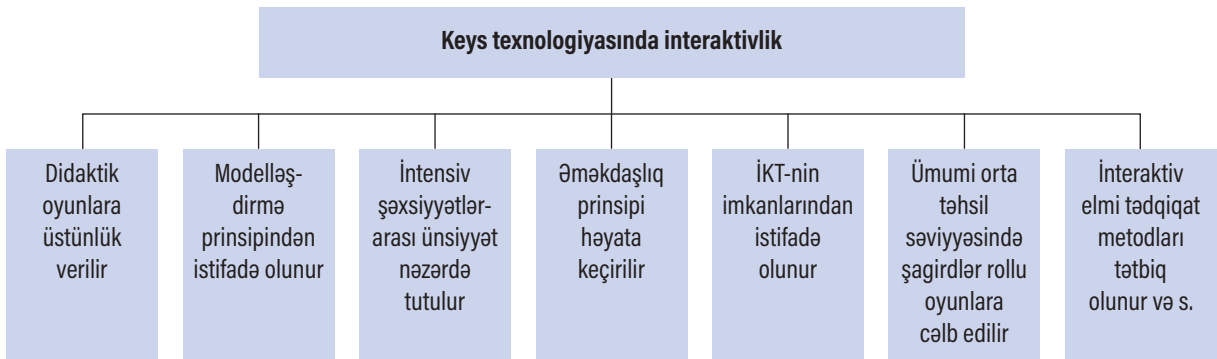 Keys texnologiyasında interaktivlik
Didaktik
oyunlara
üstünlük
verilir
Modelləş-
dirmə
prinsipindən
istifadə olunur
İntensiv
şəxsiyyətlər-
arası ünsiyyət
nəzərdə
tutulur
Əməkdaşlıq
prinsipi
həyata
keçirilir
İKT-nin
imkanlarından
istifadə
olunur
Ümumi orta
təhsil
səviyyəsində
şagirdlər rollu
oyunlara
cəlb edilir
İnteraktiv
elmi tədqiqat
metodları
tətbiq
olunur və s.